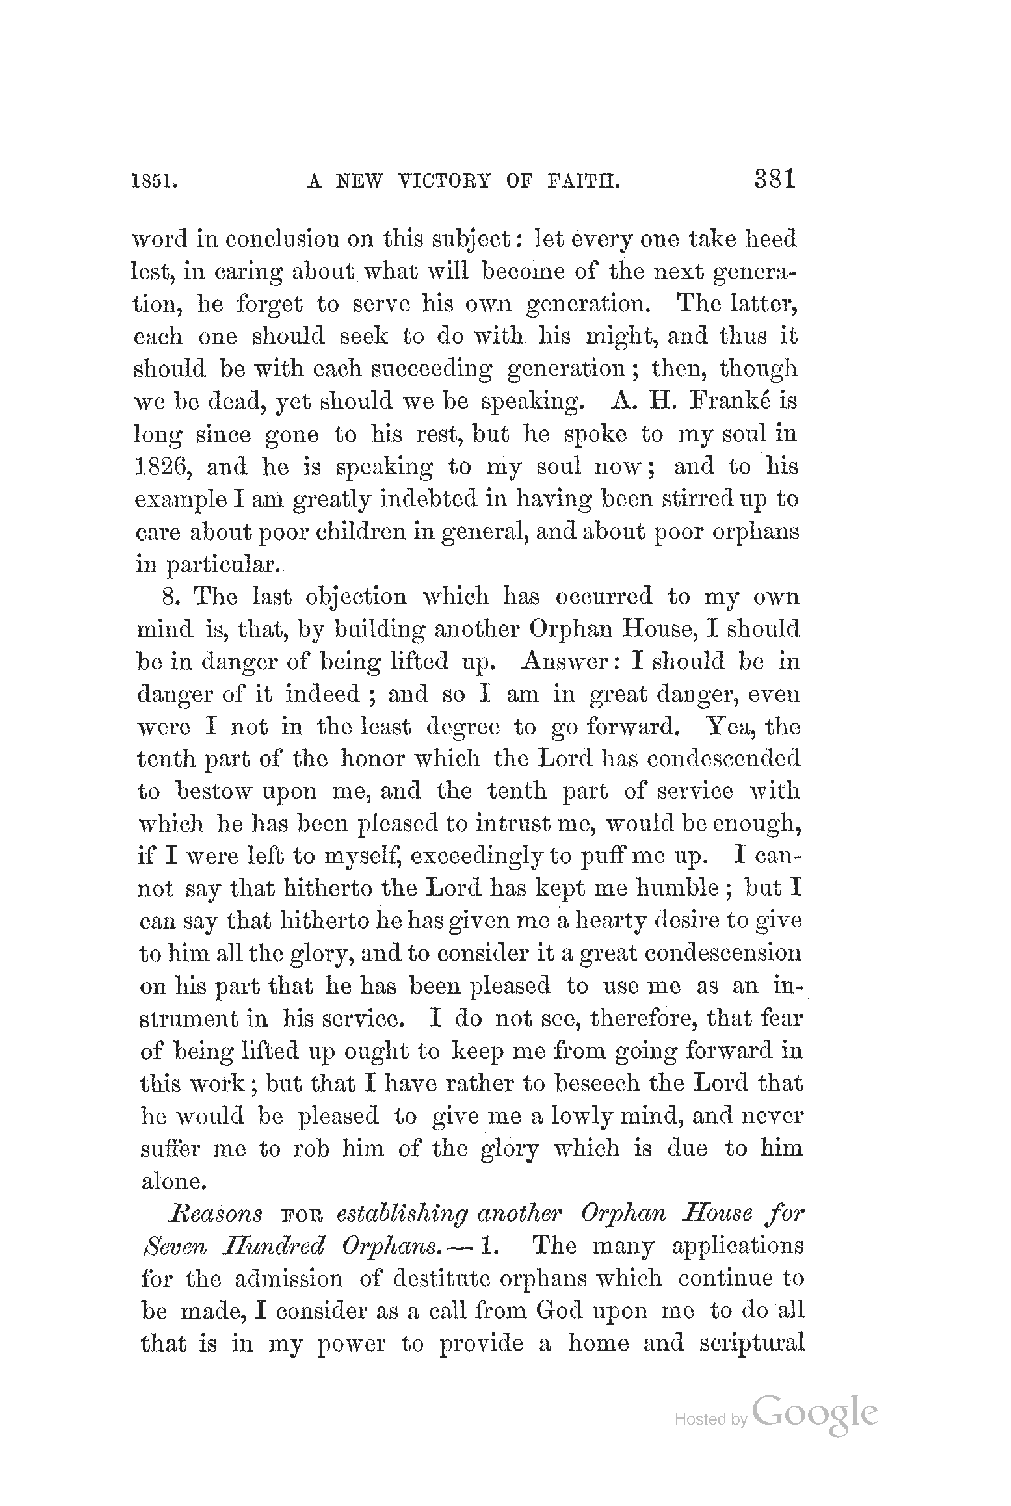 1851. A NEW VICTORY OF FAITH. 381
word in conclusion on this subject: let every one take heed
lest, in caring about what will become of the next genera-
tion, he forget to serve his own generation. The latter,
each one should seek to do with his might, and thus it
should be with each succeeding generation; then, though
we be dead, yet should we be speaking. A. H. Franké is
long since gone to his rest, but he spoke to my soul in
1826, and he is speaking to my soul now; and to his
example I am greatly indebted in having been stirred up to
care about poor children in general, and about poor orphans
in particular.
8. The last objection which has occurred to my own
mind is, that, by building another Orphan House, I should
be in danger of being lifted up. Answer: I should be in
danger of it indeed; and so I am in great danger, even
were I not in the least degree to go forward. Yea, the
tenth part of the honor which the Lord has condescended
to bestow upon me, and the tenth part of service with
which he has been pleased to intrust me, would be enough,
if I were left to myself, exceedingly to puff me up. I can-
not say that hitherto the Lord has kept me humble; but I
can say that hitherto he has given me a hearty desire to give
to him all the glory, and to consider it a great condescension
on his part that he has been pleased to use me as an in-
strument in his service. I do not see, therefore, that fear
of being lifted up ought to keep me from going forward in
this work; but that I have rather to beseech the Lord that
he would be pleased to give me a lowly mind, and never
suffer me to rob him of the glory which is due to him
alone.
Reasons FOR establishing another Orphan House for
Seven Hundred Orphans. — 1. The many applications
for the admission of destitute orphans which continue to
be made, I consider as a call from God upon me to do all
that is in my power to provide a home and scriptural
Hosted by Google